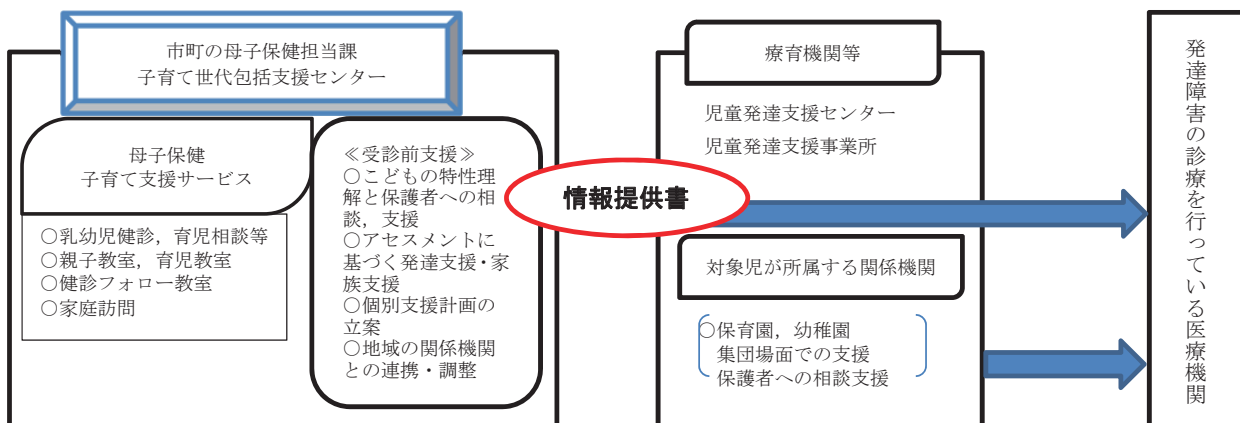 市町の母子保健担当課
子育て世代包括支援センター
母子保健
子育て支援サービス
○乳幼児健診，育児相談等
○親子教室，育児教室
○健診フォロー教室
○家庭訪問
≪受診前支援≫
○こどもの特性理
解と保護者への相
談，支援
○アセスメントに
基づく発達支援・家
族支援
○個別支援計画の
立案
○地域の関係機関
との連携・調整
情報提供書
療育機関等
児童発達支援センター
児童発達支援事業所
対象児が所属する関係機関
○保育園，幼稚園
集団場面での支援
保護者への相談支援
発達障害の診療を行っている医療機関